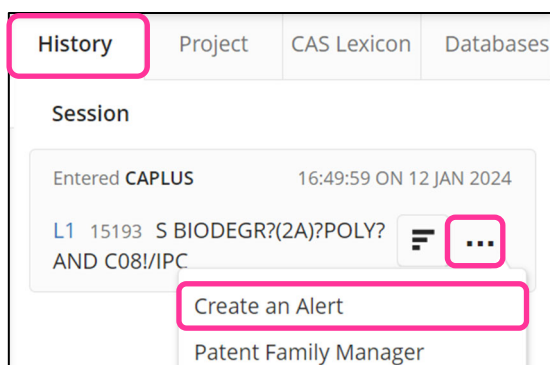 History Project CAS Lexicon Databases
Session
Entered CAPLUS 16:49:59 ON 12 JAN 2024
L1 15193 S BIODEGR?(2A)?POLY?
AND C08!/IPC
...
Create an Alert
Patent Family Manager